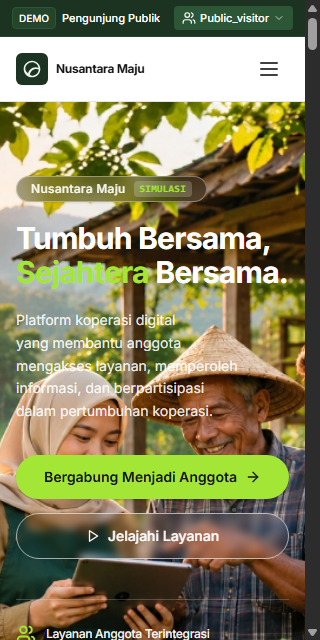 DEMO Pengunjung Publik Public_visitor
Nusantara Maju
Nusantara Maju SIMULASI
Tumbuh Bersama,
Sejahtera Bersama.
Platform koperasi digital
yang membantu anggota
mengakses layanan, memperoleh
informasi, dan berpartisipasi
dalam pertumbuhan koperasi.
Bergabung Menjadi Anggota
Jelajahi Layanan
Layanan Anggota Terintegrasi